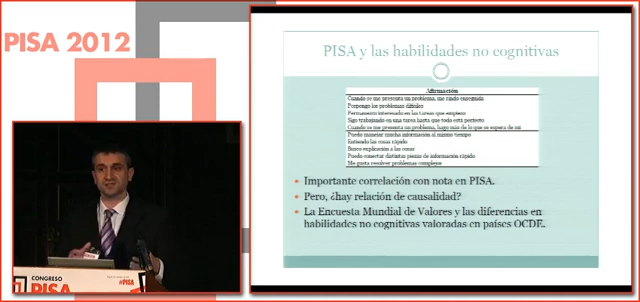 PISA 2012
PISA y las habilidades no cognitivas
Afirmación
Cuando se me presenta un problema, me rindo enseguida
Pospongo los problemas difíciles
Permanezco interesado en las tareas que empiezo
Sigo trabajando en una tarea hasta que todo está perfecto
Cuando se me presenta un problema, hago más de lo que se espera de mi
Puedo manejar mucha información al mismo tiempo
Entiendo las cosas rápido
Busco explicación a las cosas
Puedo conectar distintas piezas de información rápido
Me gusta resolver problemas complejos
• Importante correlación con nota en PISA.
• Pero, ¿hay relación de causalidad?
• La Encuesta Mundial de Valores y las diferencias en
habilidades no cognitivas valoradas en países OCDE.
CONGRESO
PISA
#PISA